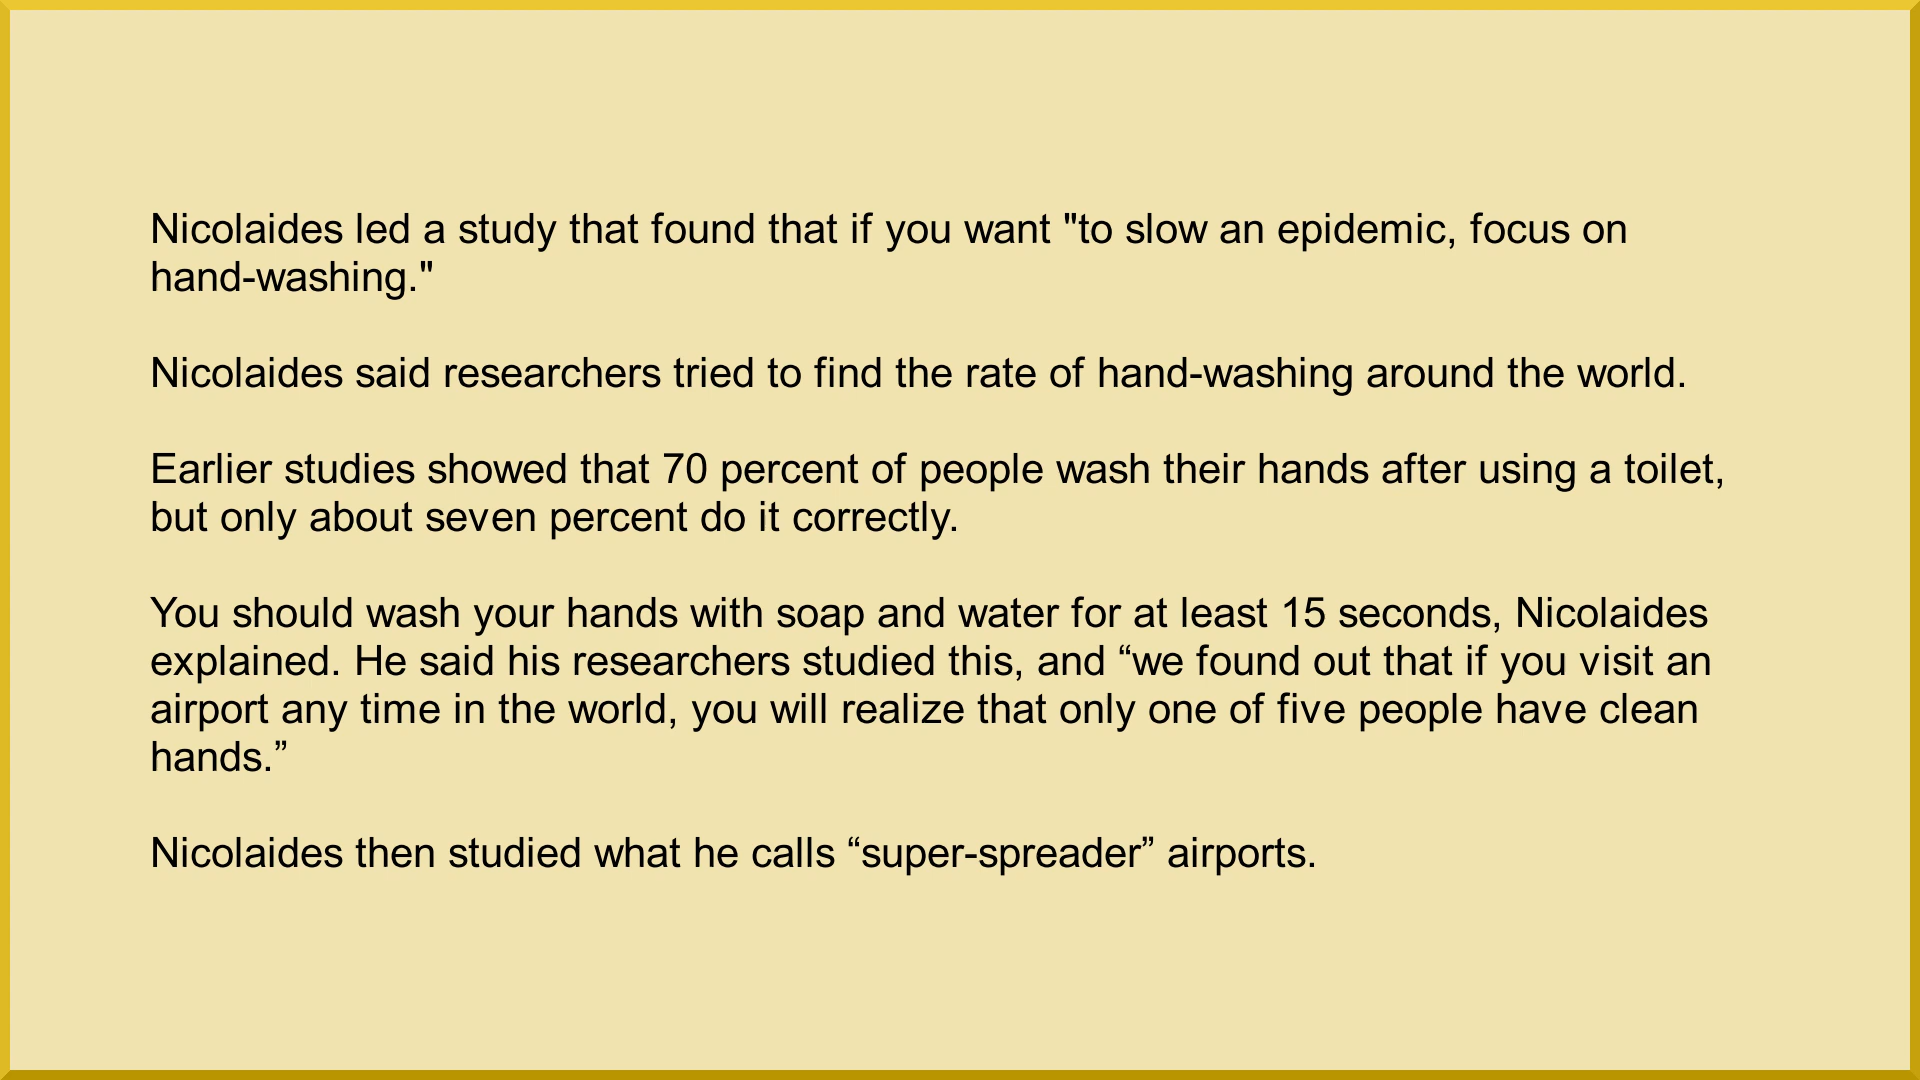 Nicolaides led a study that found that if you want "to slow an epidemic, focus on
hand-washing."
Nicolaides said researchers tried to find the rate of hand-washing around the world.
Earlier studies showed that 70 percent of people wash their hands after using a toilet,
but only about seven percent do it correctly.
You should wash your hands with soap and water for at least 15 seconds, Nicolaides
explained. He said his researchers studied this, and “we found out that if you visit an
airport any time in the world, you will realize that only one of five people have clean
hands.”
Nicolaides then studied what he calls “super-spreader” airports.